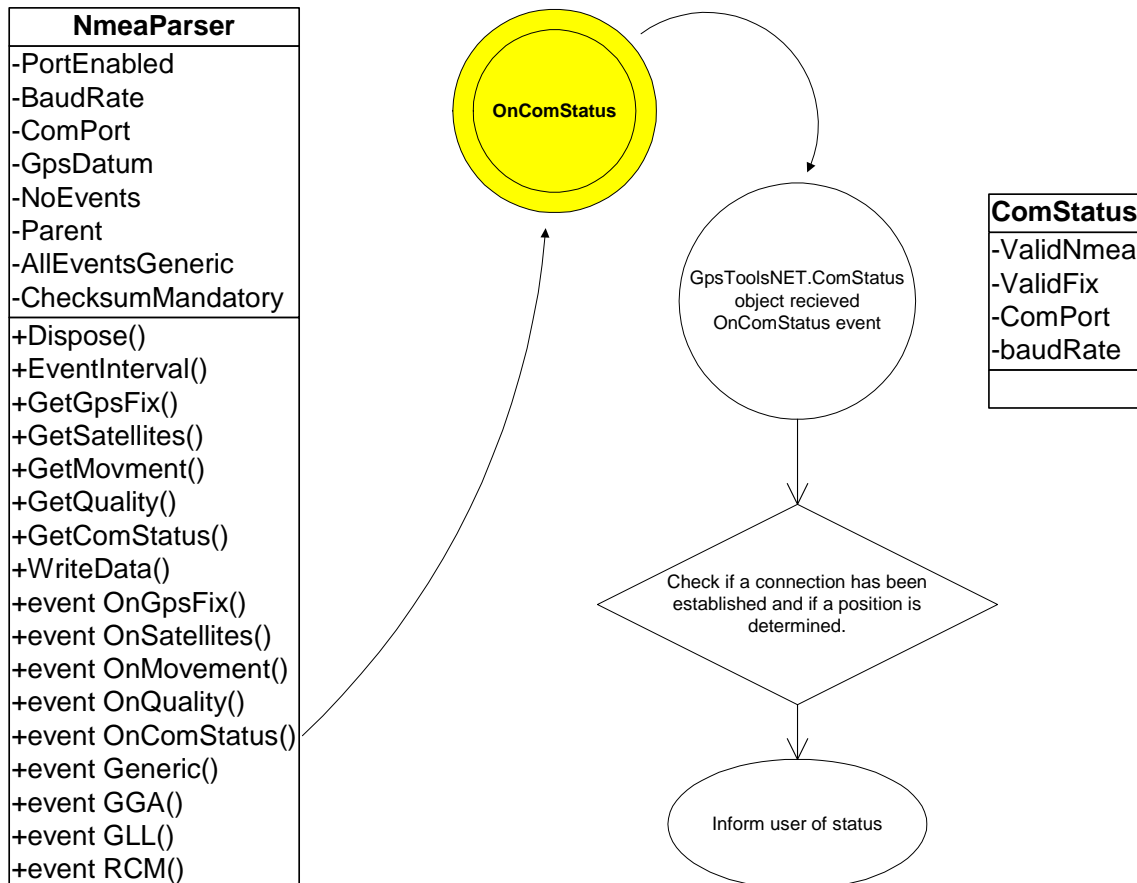 NmeaParser
-PortEnabled
-BaudRate
-ComPort
-GpsDatum
-NoEvents
-Parent
-AllEventsGeneric
-ChecksumMandatory
+Dispose()
+EventInterval()
+GetGpsFix()
+GetSatellites()
+GetMovment()
+GetQuality()
+GetComStatus()
+WriteData()
+event OnGpsFix()
+event OnSatellites()
+event OnMovement()
+event OnQuality()
+event OnComStatus()
+event Generic()
+event GGA()
+event GLL()
+event RCM()
OnComStatus
GpsToolsNET.ComStatus
object recieved
OnComStatus event
Check if a connection has been
established and if a position is
determined.
Inform user of status
ComStatus
-ValidNmea
-ValidFix
-ComPort
-baudRate